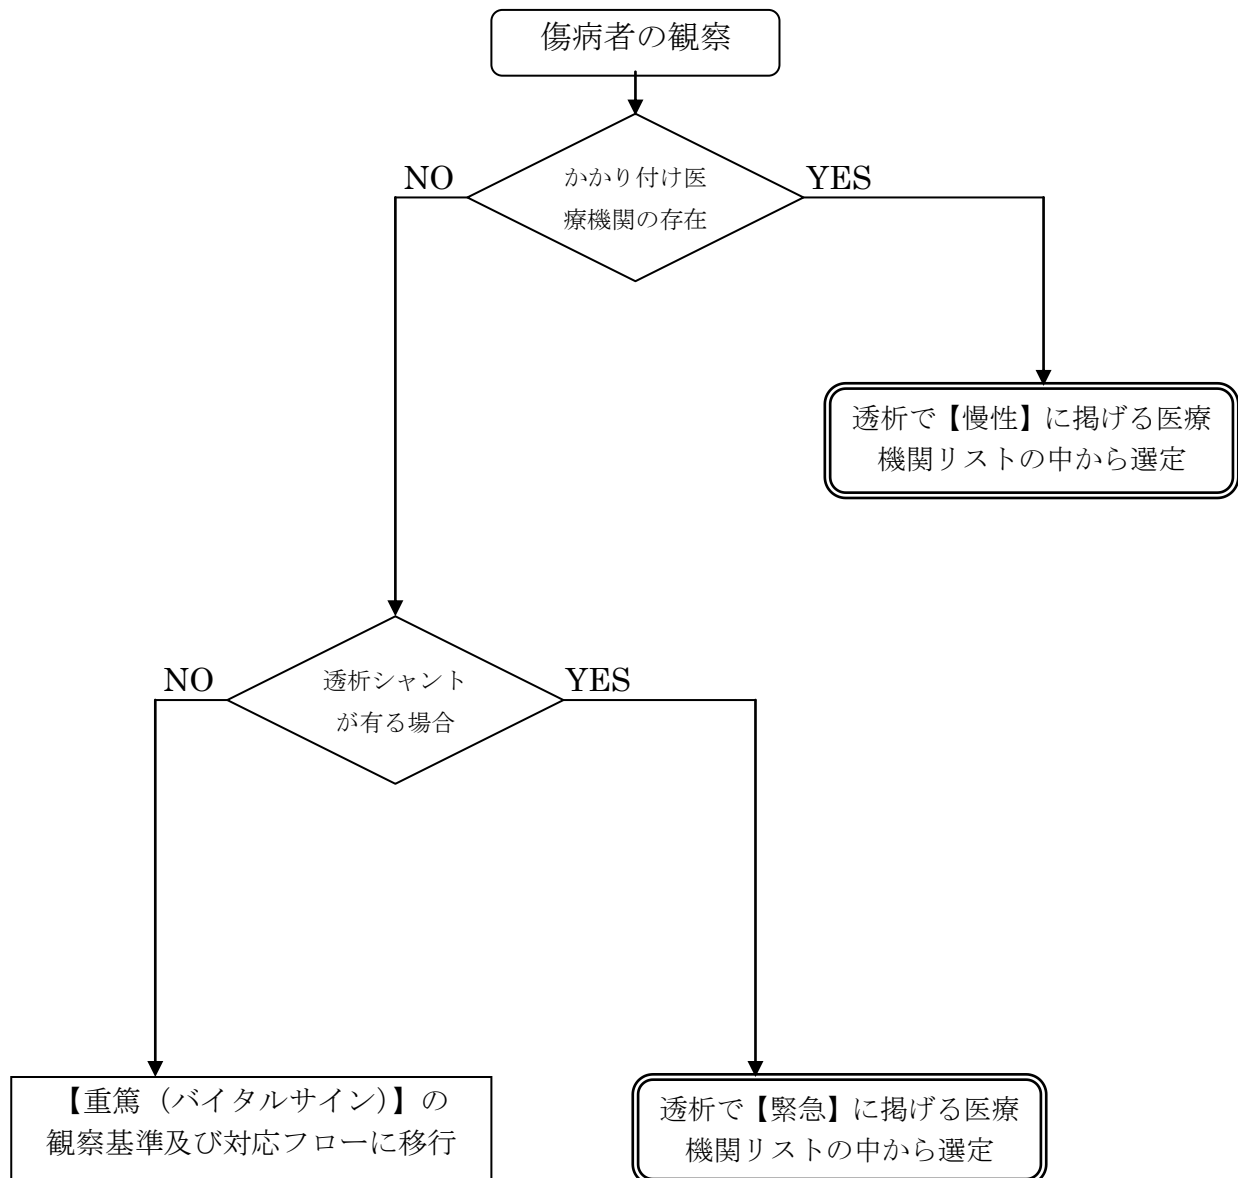 傷病者の観察
NO
かかり付け医
療機関の存在
YES
透析で【慢性】に掲げる医療
機関リストの中から選定
NO
透析シャント
が有る場合
YES
【重篤（バイタルサイン）】の
観察基準及び対応フローに移行
透析で【緊急】に掲げる医療
機関リストの中から選定